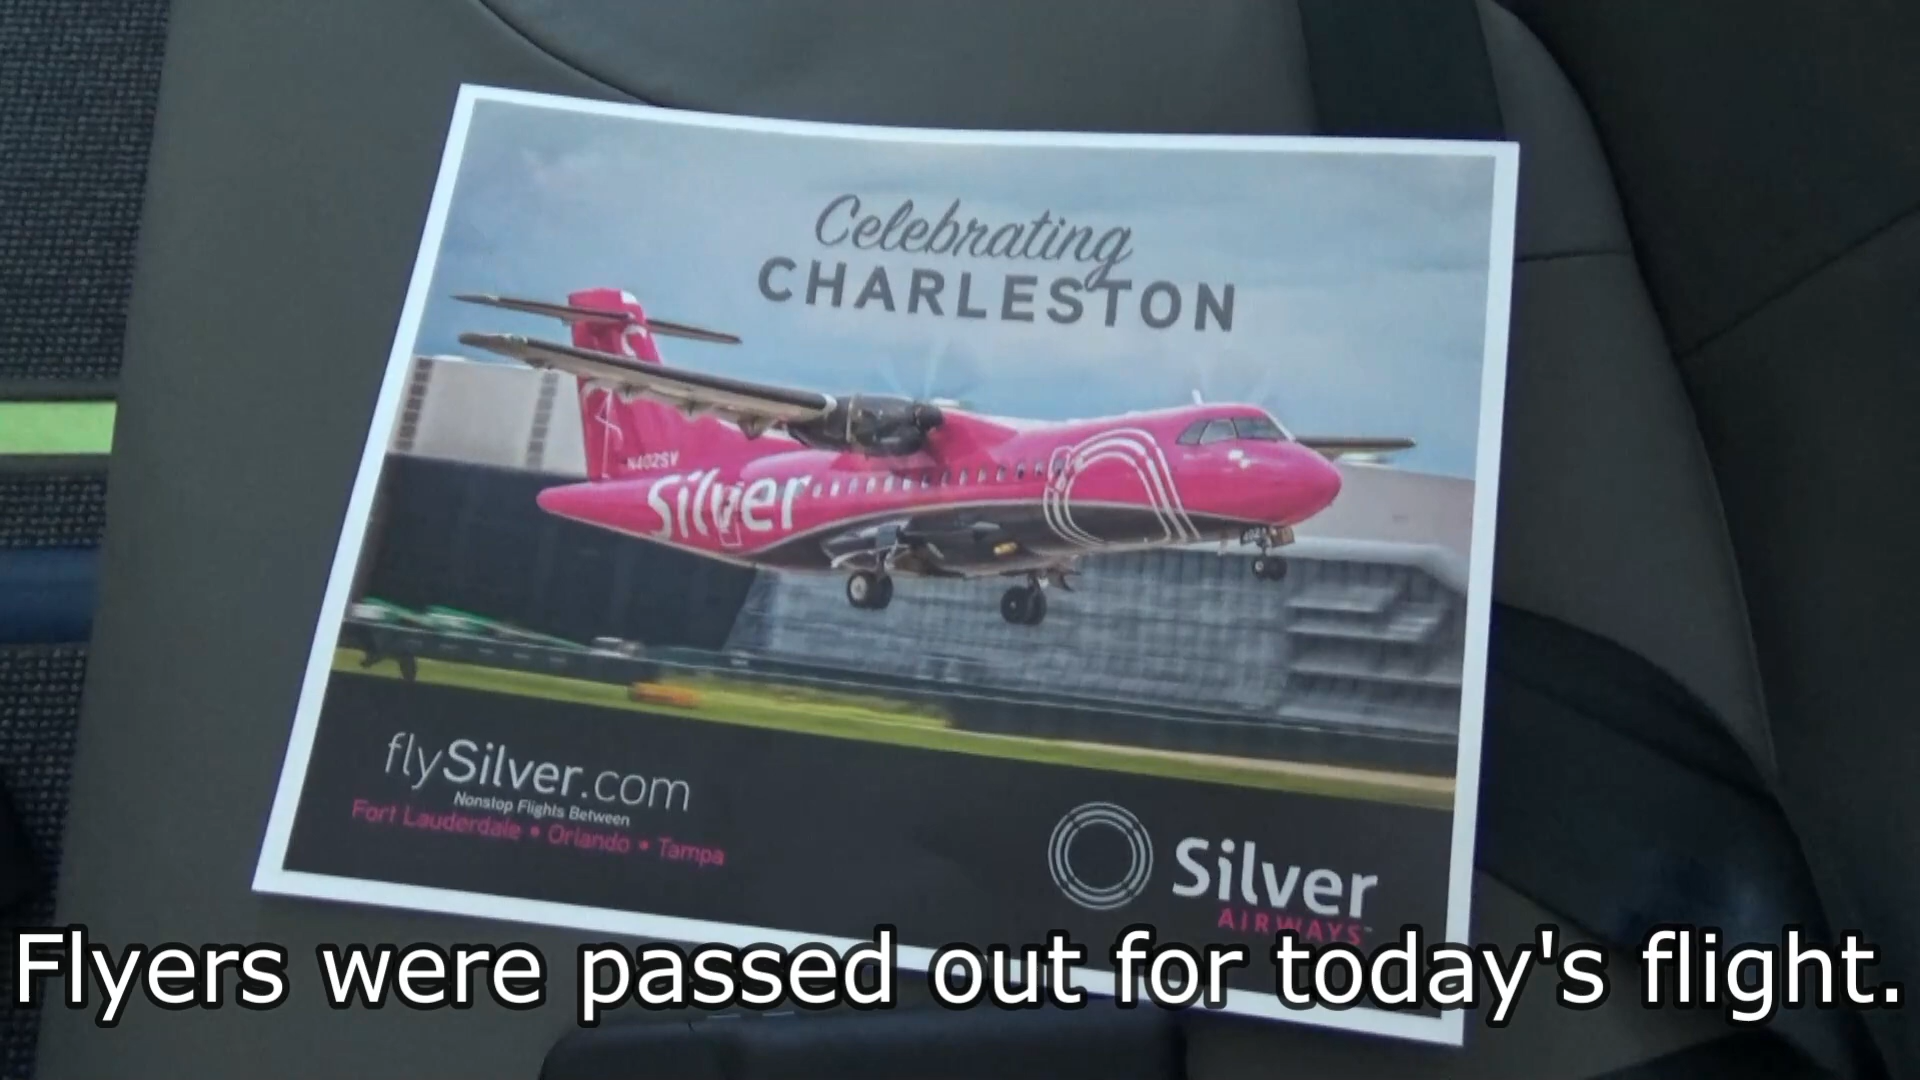 Celebrating
CHARLESTON
N402SV
silver
flySilver.com
Nonstop Flights Between
Fort Lauderdale • Orlando • Tampa
Silver
AIRWAYS
Flyers were passed out for today's flight.